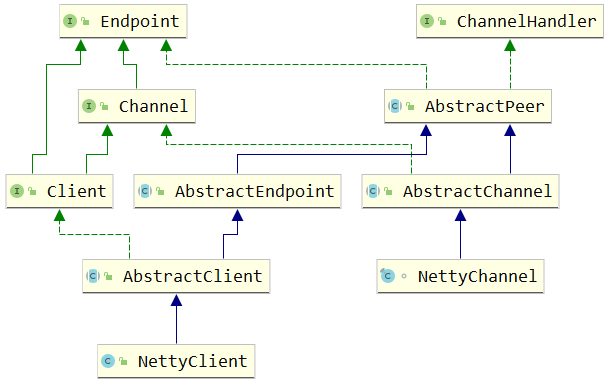 Endpoint
ChannelHandler
Channel
AbstractPeer
Client
AbstractEndpoint
AbstractChannel
AbstractClient
NettyChannel
NettyClient